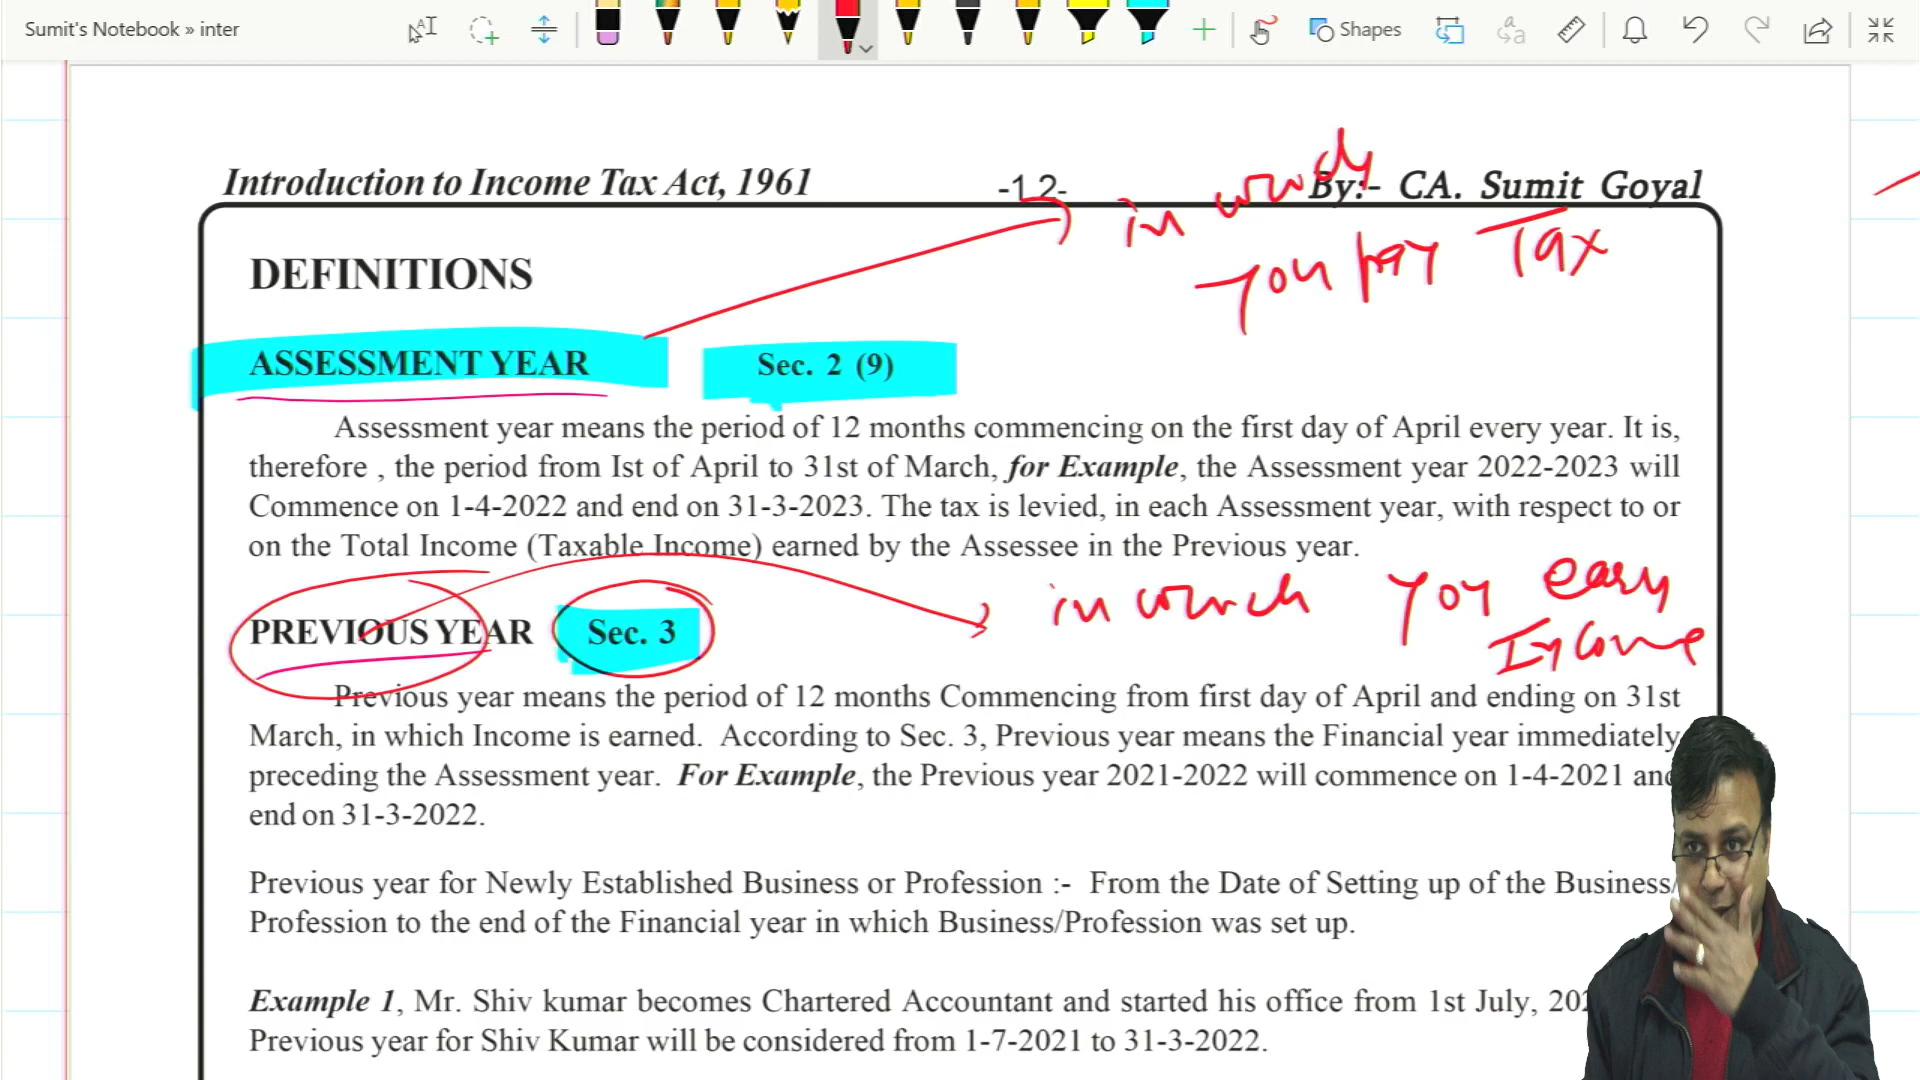 Sumit's Notebook » inter
Shapes
Introduction to Income Tax Act, 1961 -12- By:- CA. Sumit Goyal
in which
you pay Tax
DEFINITIONS
ASSESSMENT YEAR Sec. 2 (9)
Assessment year means the period of 12 months commencing on the first day of April every year. It is,
therefore , the period from Ist of April to 31st of March, for Example, the Assessment year 2022-2023 will
Commence on 1-4-2022 and end on 31-3-2023. The tax is levied, in each Assessment year, with respect to or
on the Total Income (Taxable Income) earned by the Assessee in the Previous year.
in which you earn
Income
PREVIOUS YEAR Sec. 3
Previous year means the period of 12 months Commencing from first day of April and ending on 31st
March, in which Income is earned. According to Sec. 3, Previous year means the Financial year immediately
preceding the Assessment year. For Example, the Previous year 2021-2022 will commence on 1-4-2021 and
end on 31-3-2022.
Previous year for Newly Established Business or Profession :- From the Date of Setting up of the Business/
Profession to the end of the Financial year in which Business/Profession was set up.
Example 1, Mr. Shiv kumar becomes Chartered Accountant and started his office from 1st July,
Previous year for Shiv Kumar will be considered from 1-7-2021 to 31-3-2022.